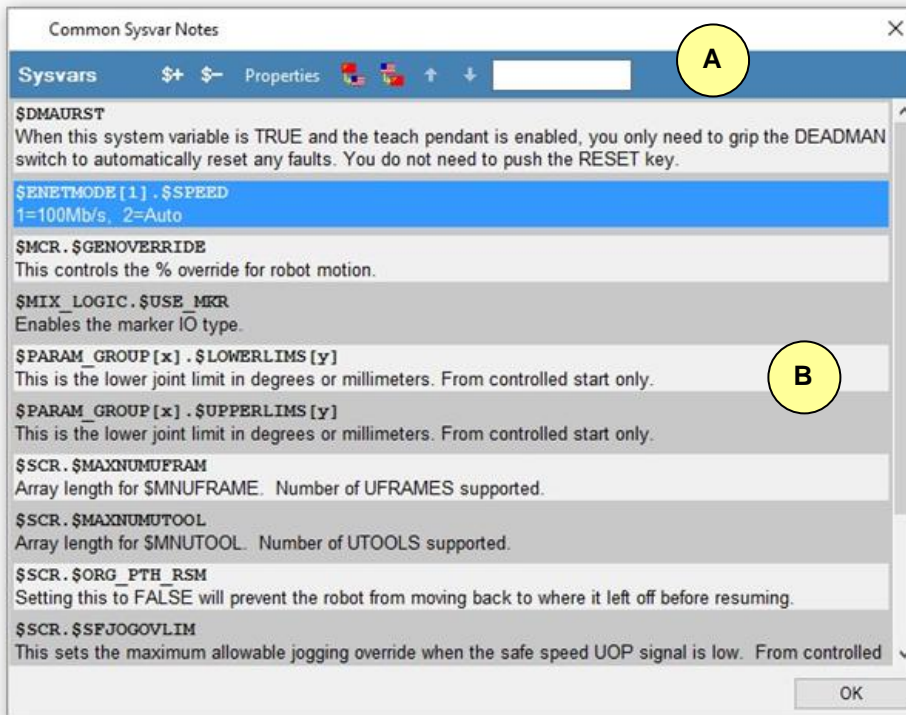 Common Sysvar Notes
Sysvars $+ $− Properties
A
$DMAURST
When this system variable is TRUE and the teach pendant is enabled, you only need to grip the DEADMAN
switch to automatically reset any faults. You do not need to push the RESET key.
$ENETMODE[1].$SPEED
1=100Mb/s, 2=Auto
$MCR.$GENOVERRIDE
This controls the % override for robot motion.
$MIX_LOGIC.$USE_MKR
Enables the marker IO type.
$PARAM_GROUP[x].$LOWERLIMS[y]
This is the lower joint limit in degrees or millimeters. From controlled start only.
B
$PARAM_GROUP[x].$UPPERLIMS[y]
This is the lower joint limit in degrees or millimeters. From controlled start only.
$SCR.$MAXNUMUFRAM
Array length for $MNUFRAME. Number of UFRAMES supported.
$SCR.$MAXNUMUTOOL
Array length for $MNUTOOL. Number of UTOOLS supported.
$SCR.$ORG_PTH_RSM
Setting this to FALSE will prevent the robot from moving back to where it left off before resuming.
$SCR.$SFJOGOVLIM
This sets the maximum allowable jogging override when the safe speed UOP signal is low. From controlled
OK